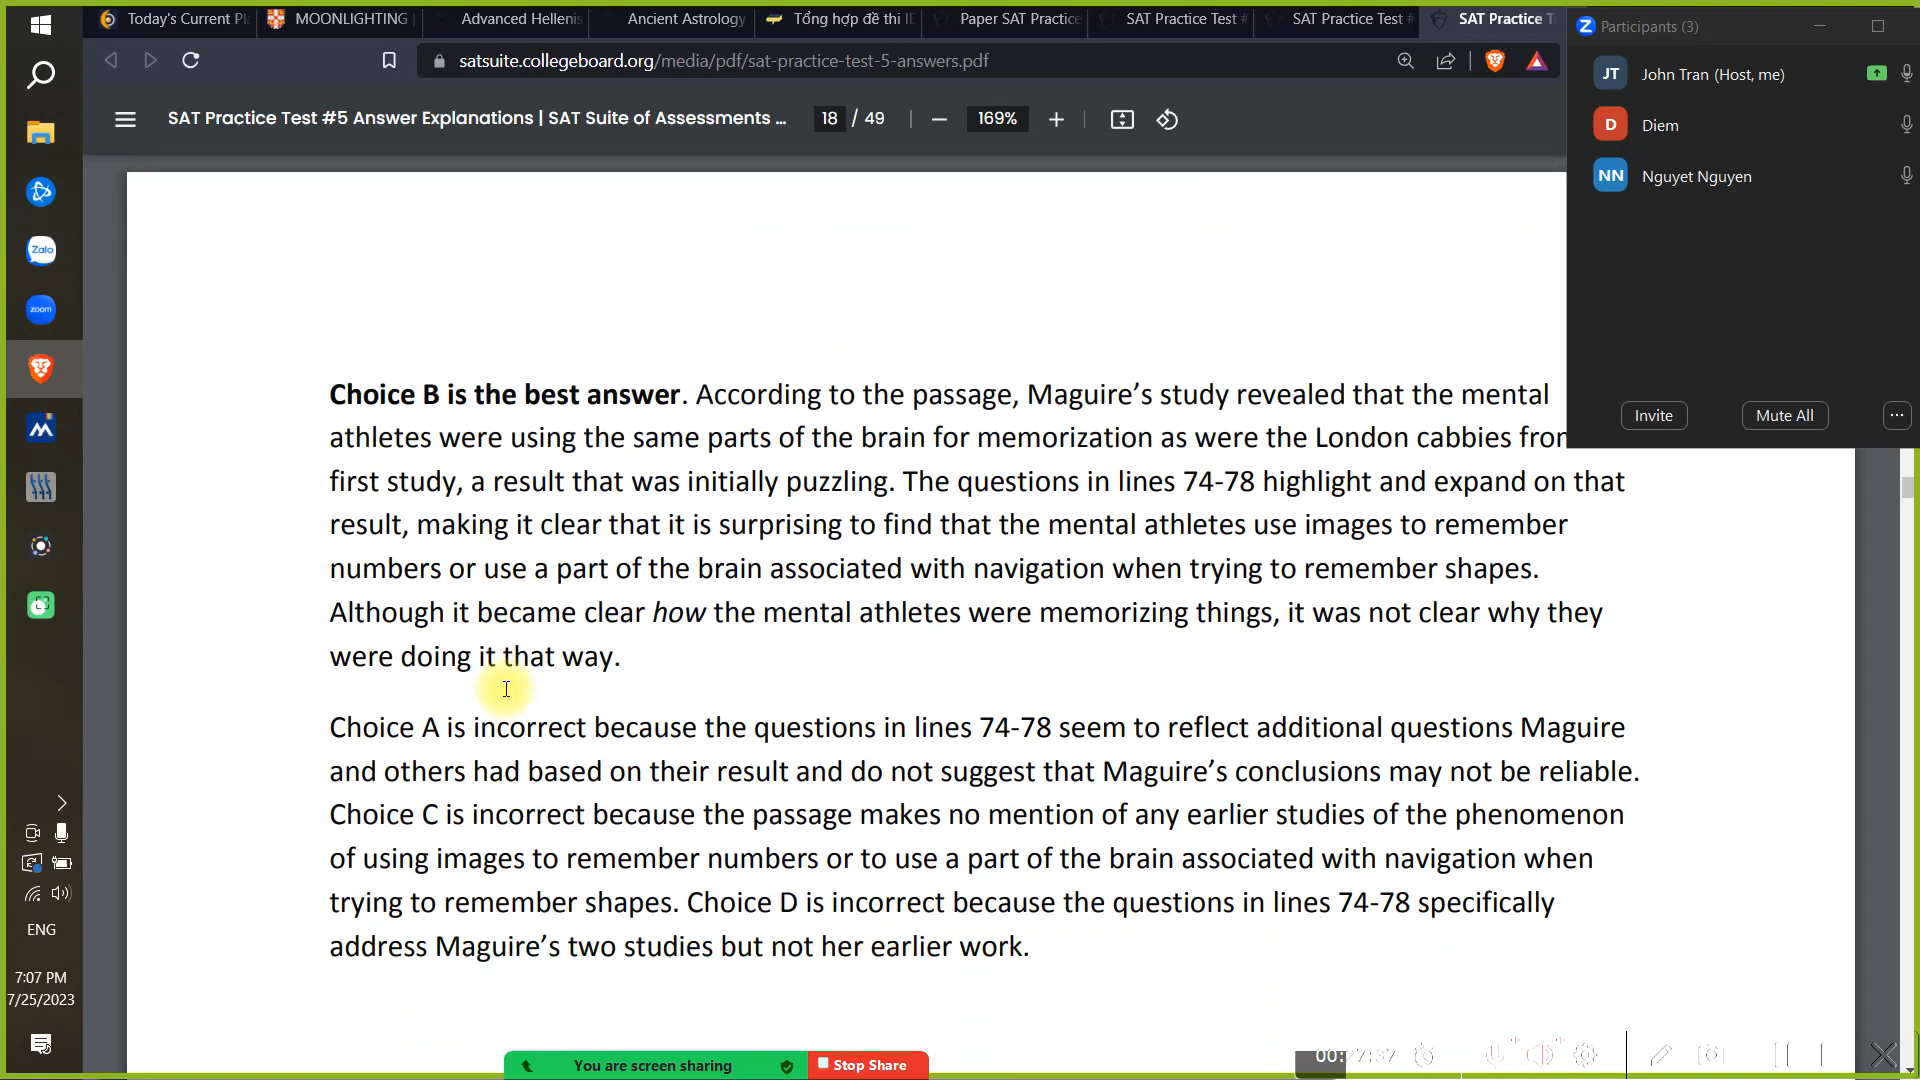 Today's Current Pl
MOONLIGHTING
Advanced Hellenis
Ancient Astrology
Tổng hợp đề thi IE
Paper SAT Practice
SAT Practice Test #
SAT Practice Test #
SAT Practice T
satsuite.collegeboard.org/media/pdf/sat-practice-test-5-answers.pdf
SAT Practice Test #5 Answer Explanations | SAT Suite of Assessments ...
18 / 49
169%
Participants (3)
JT John Tran (Host, me)
D Diem
NN Nguyet Nguyen
Invite
Mute All
Zalo
zoom
Choice B is the best answer. According to the passage, Maguire's study revealed that the mental
athletes were using the same parts of the brain for memorization as were the London cabbies from
first study, a result that was initially puzzling. The questions in lines 74-78 highlight and expand on that
result, making it clear that it is surprising to find that the mental athletes use images to remember
numbers or use a part of the brain associated with navigation when trying to remember shapes.
Although it became clear how the mental athletes were memorizing things, it was not clear why they
were doing it that way.
Choice A is incorrect because the questions in lines 74-78 seem to reflect additional questions Maguire
and others had based on their result and do not suggest that Maguire's conclusions may not be reliable.
Choice C is incorrect because the passage makes no mention of any earlier studies of the phenomenon
of using images to remember numbers or to use a part of the brain associated with navigation when
trying to remember shapes. Choice D is incorrect because the questions in lines 74-78 specifically
address Maguire's two studies but not her earlier work.
ENG
7:07 PM
7/25/2023
You are screen sharing
Stop Share
00:27:37